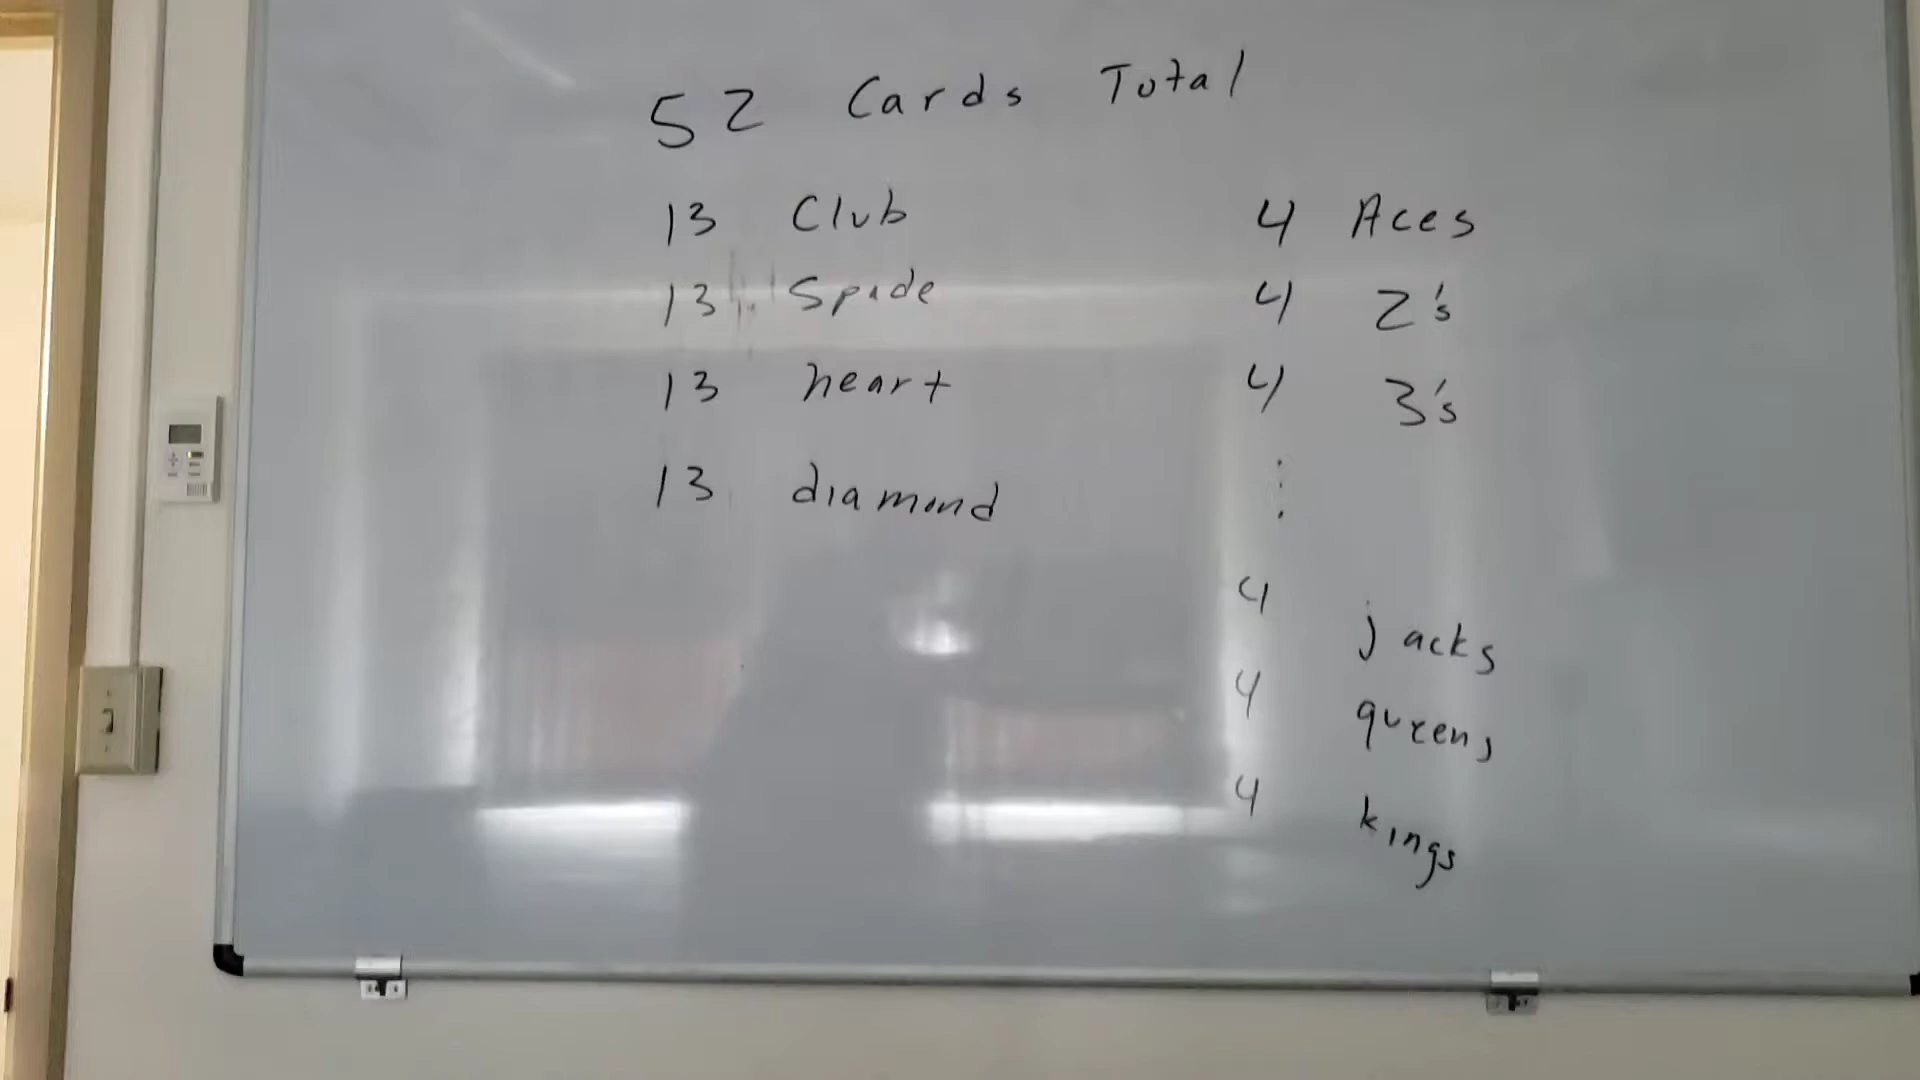 52 Cards Total
13 Club
13 Spade
13 heart
13 diamond
4 Aces
4 2's
4 3's
⋮
4 jacks
4 queens
4 kings